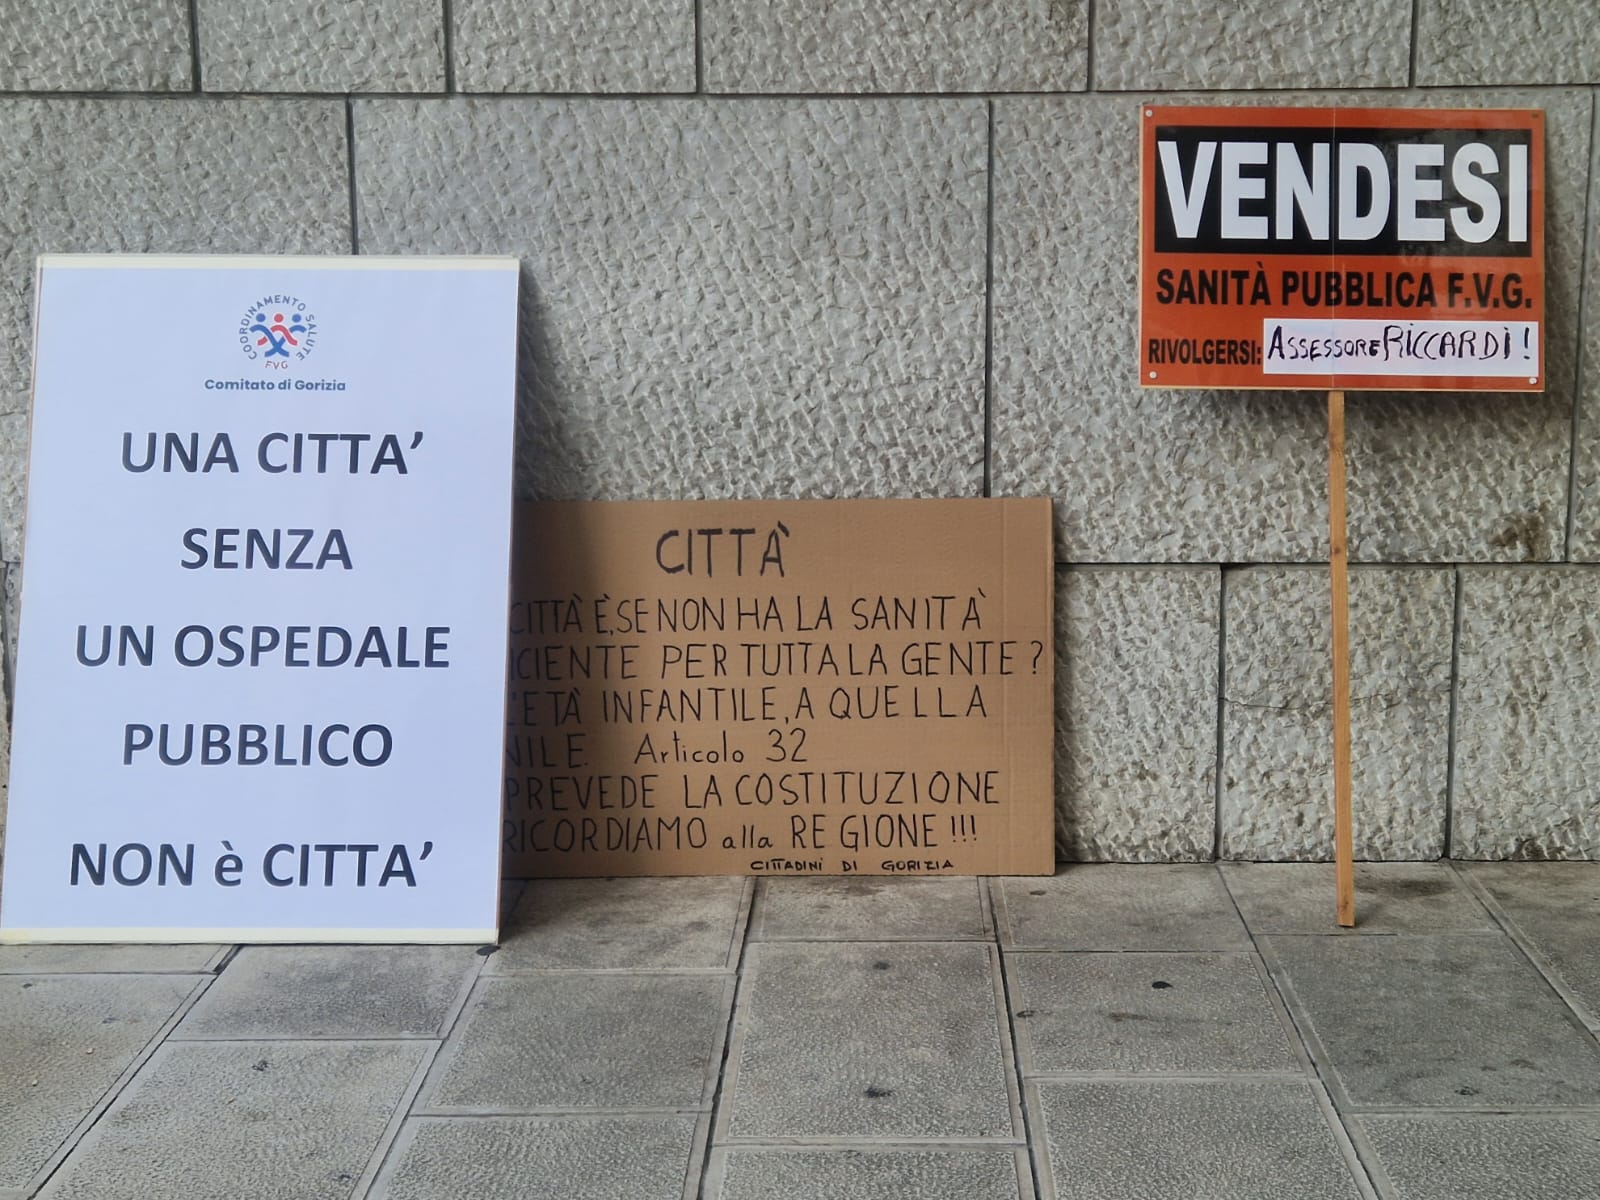 COORDINAMENTO SALUTE
FVG
Comitato di Gorizia
UNA CITTA'
SENZA
UN OSPEDALE
PUBBLICO
NON è CITTA'
CITTÀ
CITTÀ È, SE NON HA LA SANITÀ
PER TUTTA LA GENTE?
ETÀ INFANTILE, A QUELLA
Articolo 32
PREVEDE LA COSTITUZIONE
RICORDIAMO alla REGIONE!!!
CITTADINI DI GORIZIA
VENDESI
SANITÀ PUBBLICA F.V.G.
RIVOLGERSI: ASSESSORE RICCARDI!